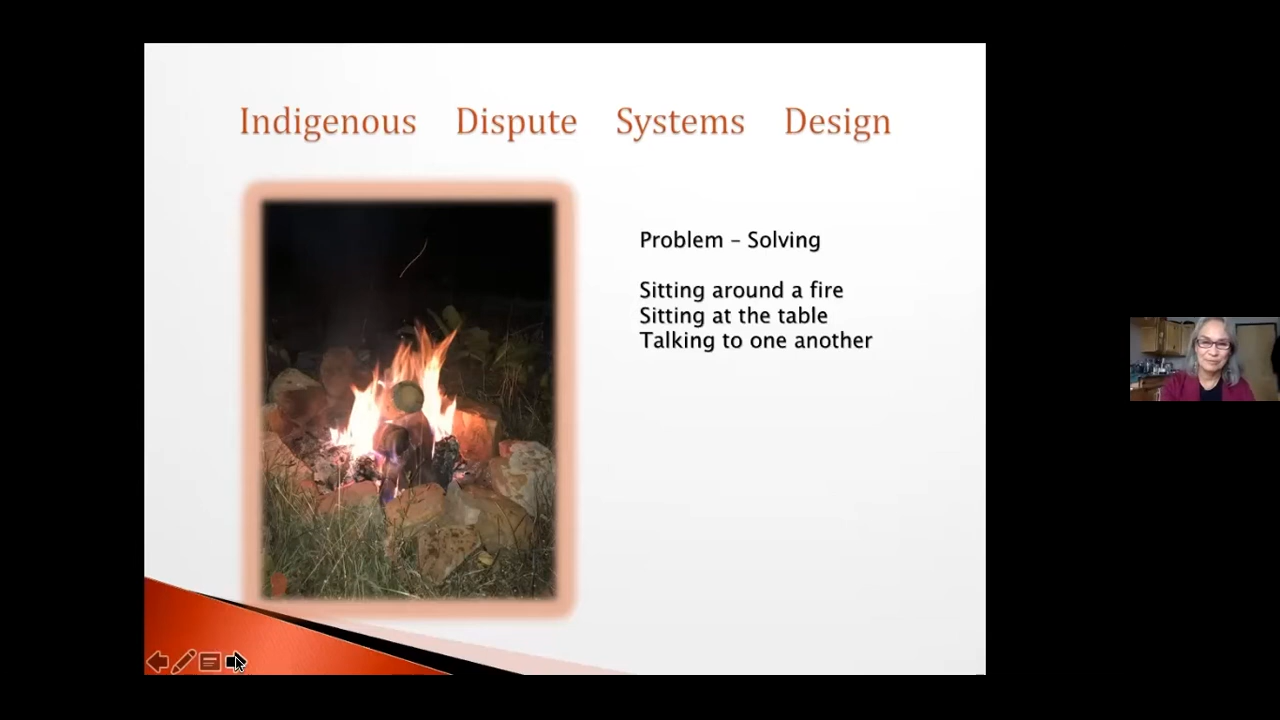 Indigenous Dispute Systems Design
Problem – Solving
Sitting around a fire
Sitting at the table
Talking to one another